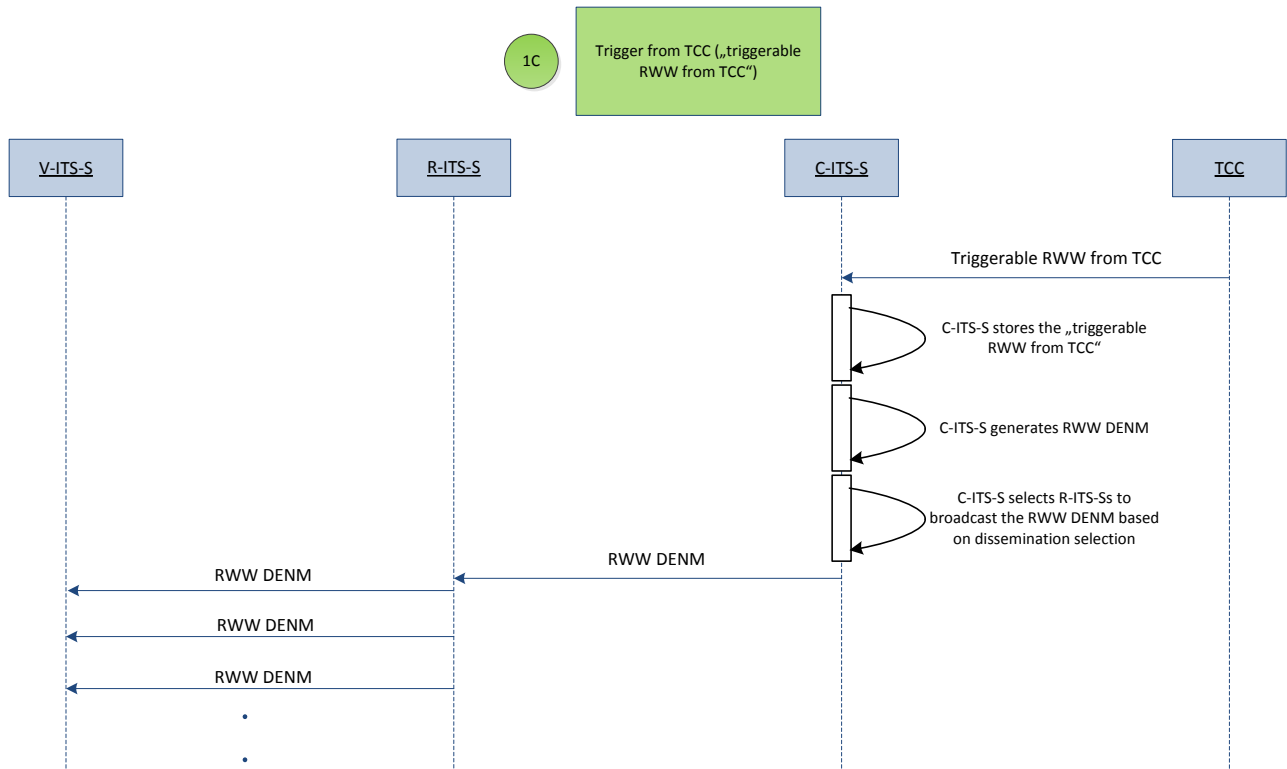 1C
Trigger from TCC („triggerable
RWW from TCC“)
V-ITS-S
R-ITS-S
C-ITS-S
TCC
Triggerable RWW from TCC
C-ITS-S stores the „triggerable
RWW from TCC“
C-ITS-S generates RWW DENM
C-ITS-S selects R-ITS-Ss to
broadcast the RWW DENM based
on dissemination selection
RWW DENM
RWW DENM
RWW DENM
RWW DENM